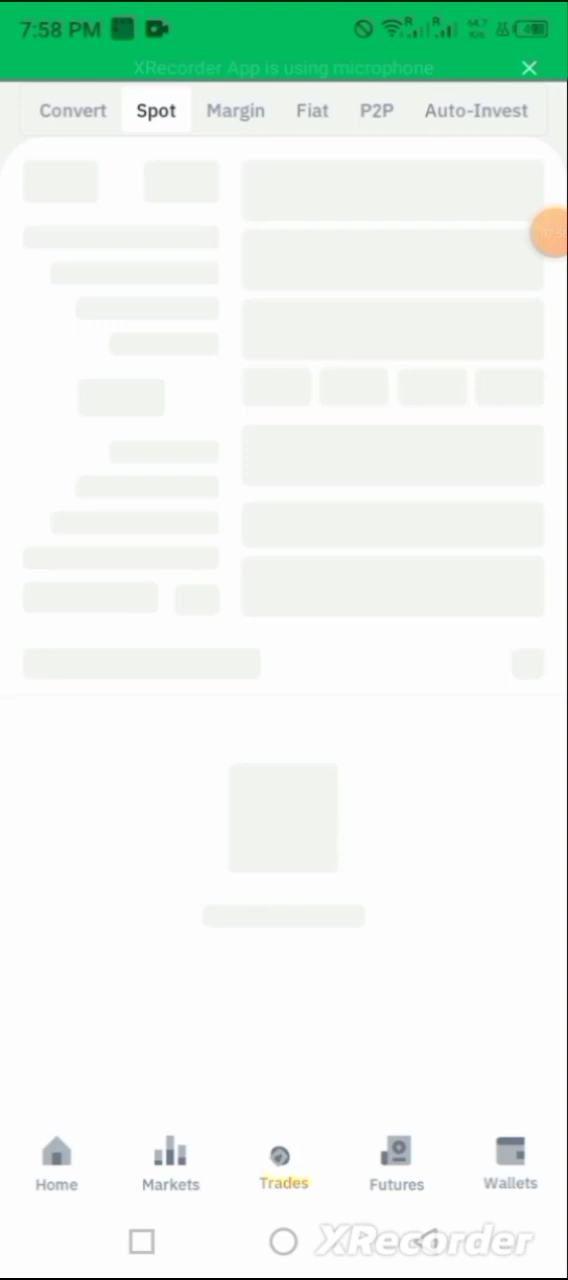 7:58 PM
XRecorder App is using microphone
Convert Spot Margin Fiat P2P Auto-Invest
Home Markets Trades Futures Wallets
XRecorder